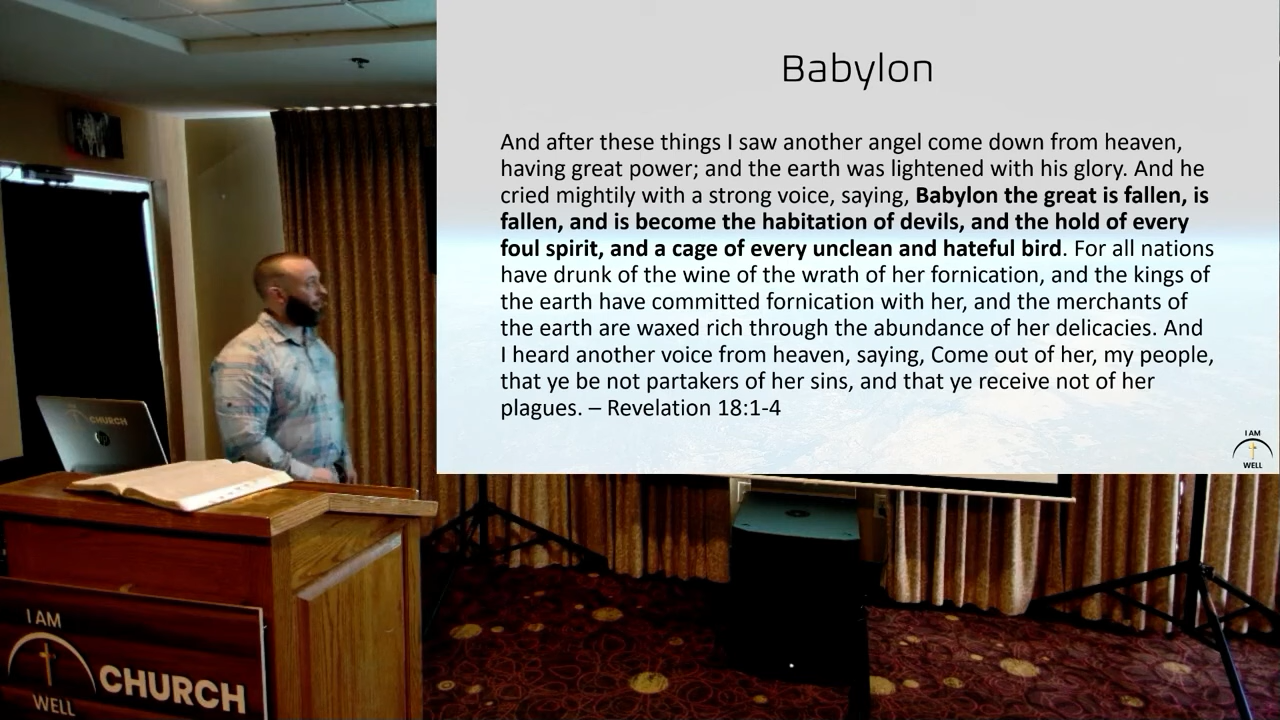 Babylon
And after these things I saw another angel come down from heaven,
having great power; and the earth was lightened with his glory. And he
cried mightily with a strong voice, saying, Babylon the great is fallen, is
fallen, and is become the habitation of devils, and the hold of every
foul spirit, and a cage of every unclean and hateful bird. For all nations
have drunk of the wine of the wrath of her fornication, and the kings of
the earth have committed fornication with her, and the merchants of
the earth are waxed rich through the abundance of her delicacies. And
I heard another voice from heaven, saying, Come out of her, my people,
that ye be not partakers of her sins, and that ye receive not of her
plagues. – Revelation 18:1-4
I AM
WELL
CHURCH
hp
I AM
CHURCH
WELL